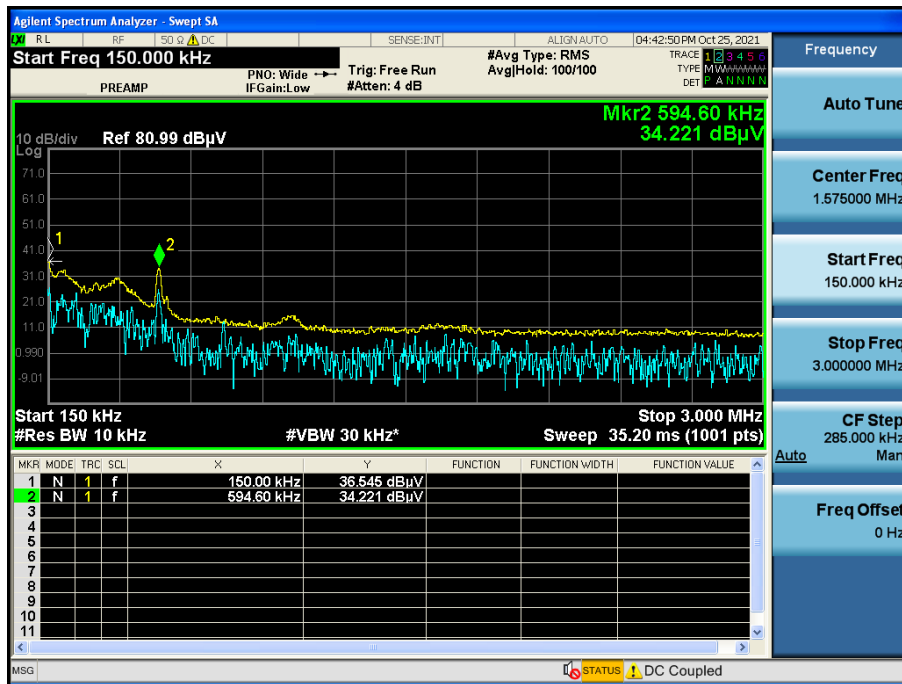 Agilent Spectrum Analyzer - Swept SA
LXI RL RF 50 Ω DC SENSE:INT ALIGN AUTO 04:42:50 PM Oct 25, 2021
Start Freq 150.000 kHz
PREAMP
PNO: Wide
IFGain:Low
Trig: Free Run
#Atten: 4 dB
#Avg Type: RMS
Avg|Hold: 100/100
TRACE 1 2 3 4 5 6
TYPE MWWWWW
DET P A N N N N
Mkr2 594.60 kHz
34.221 dBµV
10 dB/div
Log
Ref 80.99 dBµV
71.0
61.0
51.0
41.0
31.0
21.0
11.0
0.990
-9.01
1
2
Start 150 kHz
Stop 3.000 MHz
#Res BW 10 kHz
#VBW 30 kHz*
Sweep 35.20 ms (1001 pts)
MKR MODE TRC SCL X Y FUNCTION FUNCTION WIDTH FUNCTION VALUE
1 N 1 f 150.00 kHz 36.545 dBµV
2 N 1 f 594.60 kHz 34.221 dBµV
3
4
5
6
7
8
9
10
11
MSG
STATUS
DC Coupled
Frequency
Auto Tune
Center Freq
1.575000 MHz
Start Freq
150.000 kHz
Stop Freq
3.000000 MHz
CF Step
285.000 kHz
Auto Man
Freq Offset
0 Hz